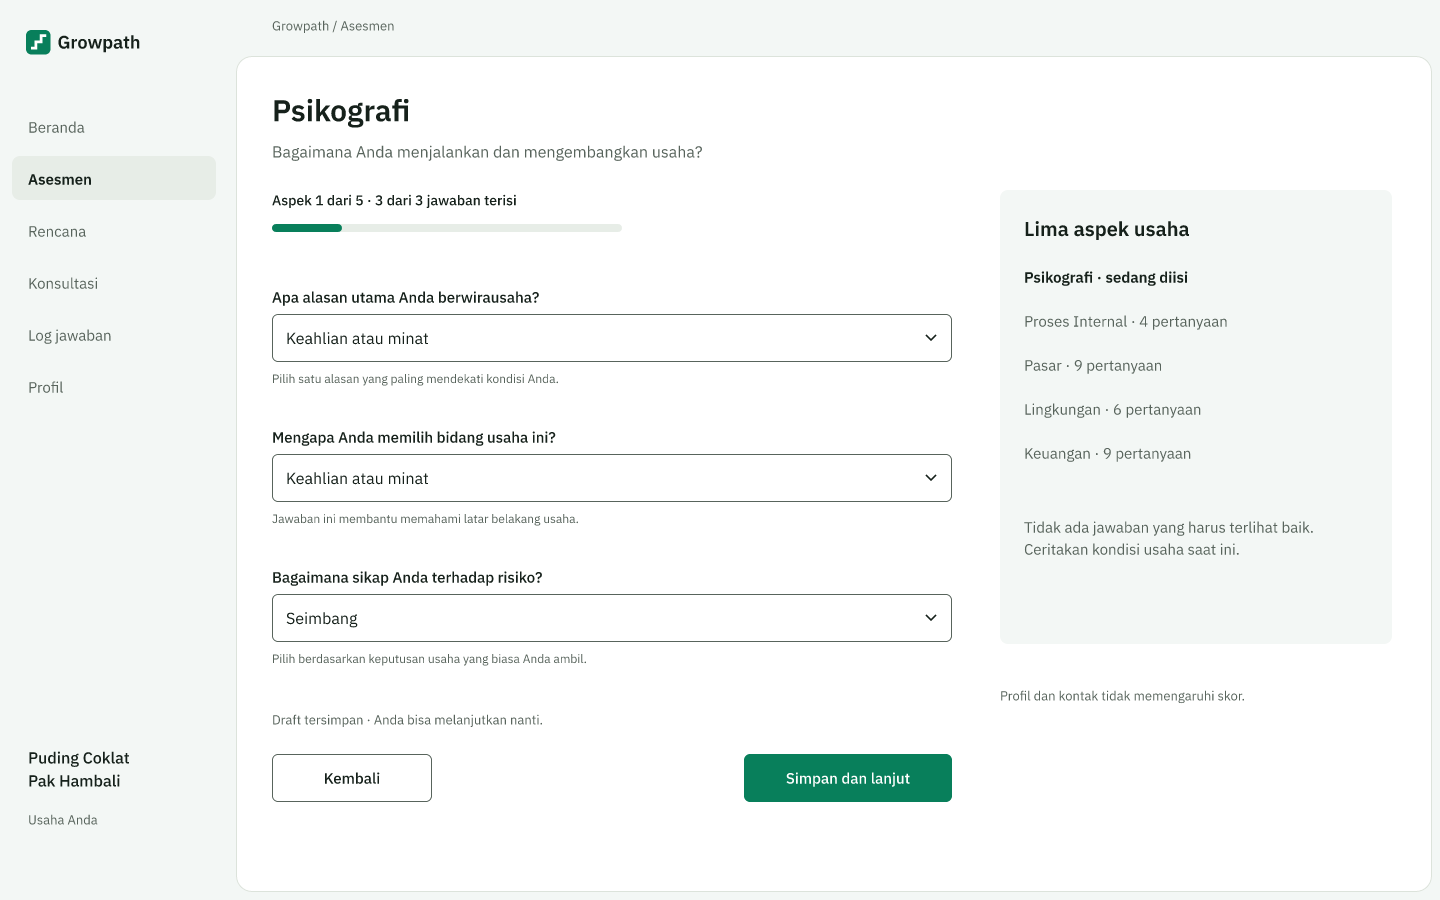 Growpath
Beranda
Asesmen
Rencana
Konsultasi
Log jawaban
Profil
Puding Coklat
Pak Hambali
Usaha Anda
Growpath / Asesmen
Psikografi
Bagaimana Anda menjalankan dan mengembangkan usaha?
Aspek 1 dari 5 · 3 dari 3 jawaban terisi
Apa alasan utama Anda berwirausaha?
Keahlian atau minat
Pilih satu alasan yang paling mendekati kondisi Anda.
Mengapa Anda memilih bidang usaha ini?
Keahlian atau minat
Jawaban ini membantu memahami latar belakang usaha.
Bagaimana sikap Anda terhadap risiko?
Seimbang
Pilih berdasarkan keputusan usaha yang biasa Anda ambil.
Draft tersimpan · Anda bisa melanjutkan nanti.
Kembali
Simpan dan lanjut
Lima aspek usaha
Psikografi · sedang diisi
Proses Internal · 4 pertanyaan
Pasar · 9 pertanyaan
Lingkungan · 6 pertanyaan
Keuangan · 9 pertanyaan
Tidak ada jawaban yang harus terlihat baik.
Ceritakan kondisi usaha saat ini.
Profil dan kontak tidak memengaruhi skor.